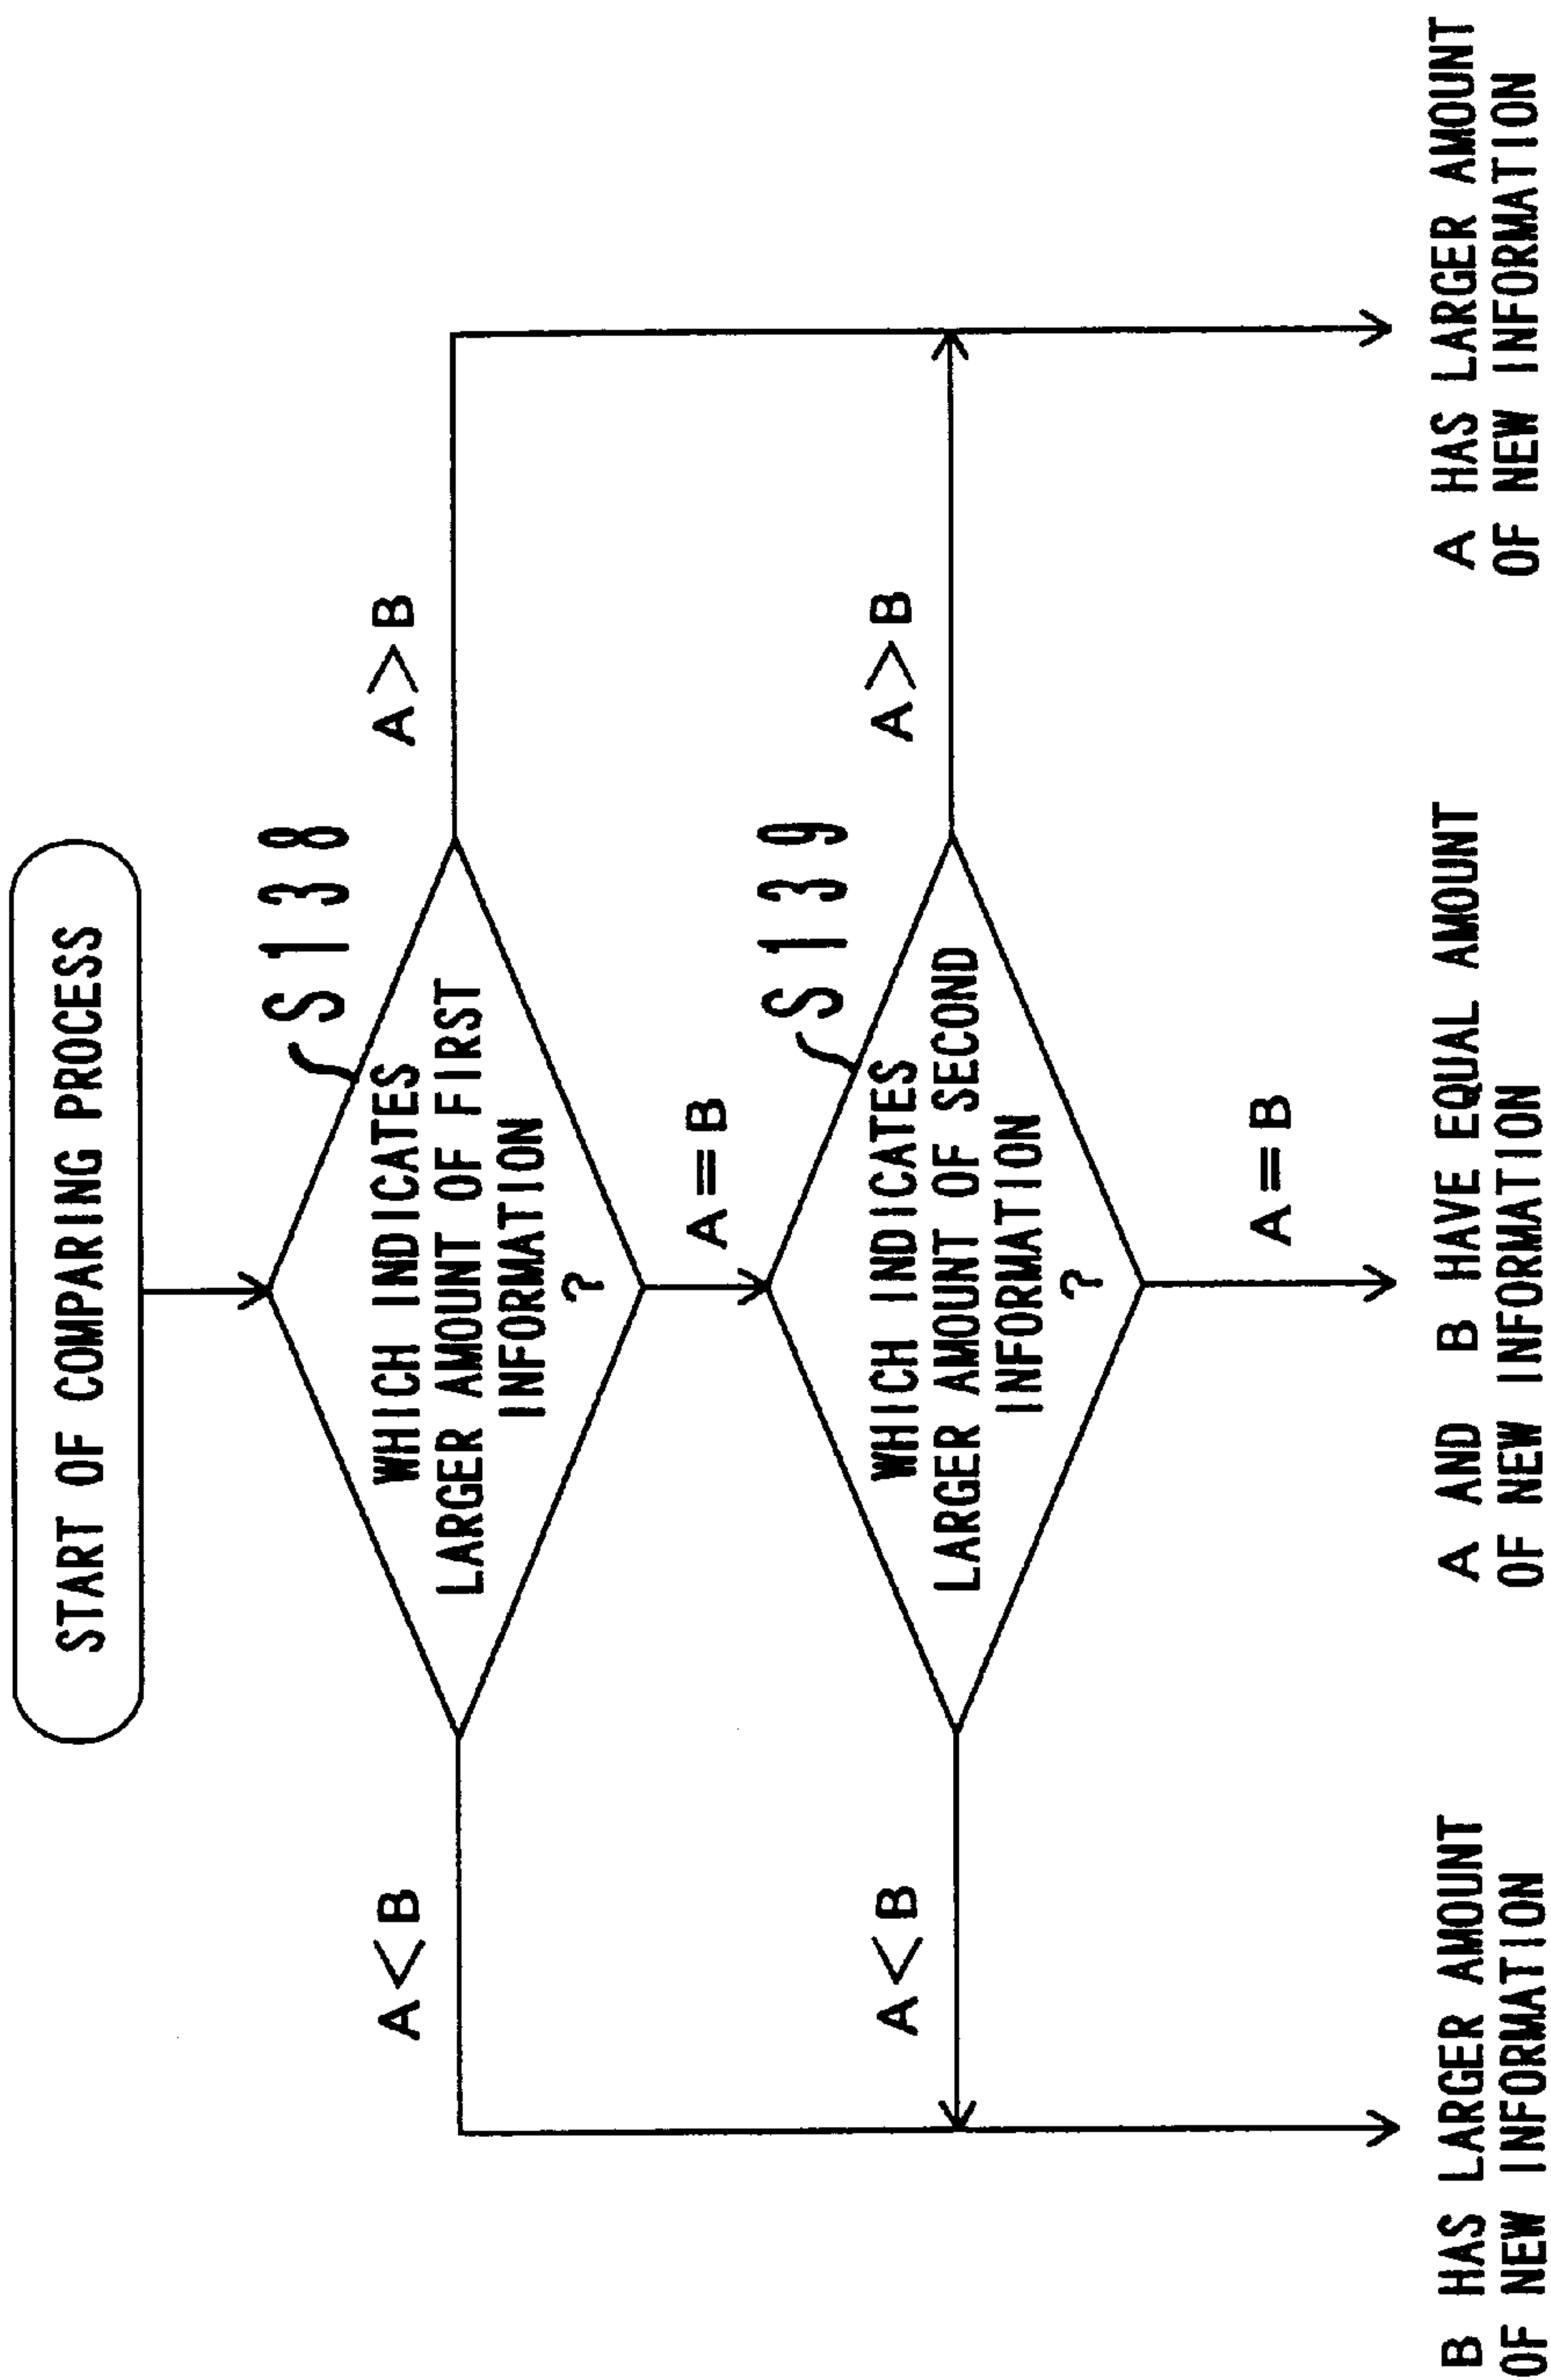 START OF COMPARING PROCESS
S138
WHICH INDICATES
LARGER AMOUNT OF FIRST
INFORMATION
?
A<B
A>B
A=B
S139
WHICH INDICATES
LARGER AMOUNT OF SECOND
INFORMATION
?
A<B
A>B
A=B
B HAS LARGER AMOUNT
OF NEW INFORMATION
A AND B HAVE EQUAL AMOUNT
OF NEW INFORMATION
A HAS LARGER AMOUNT
OF NEW INFORMATION